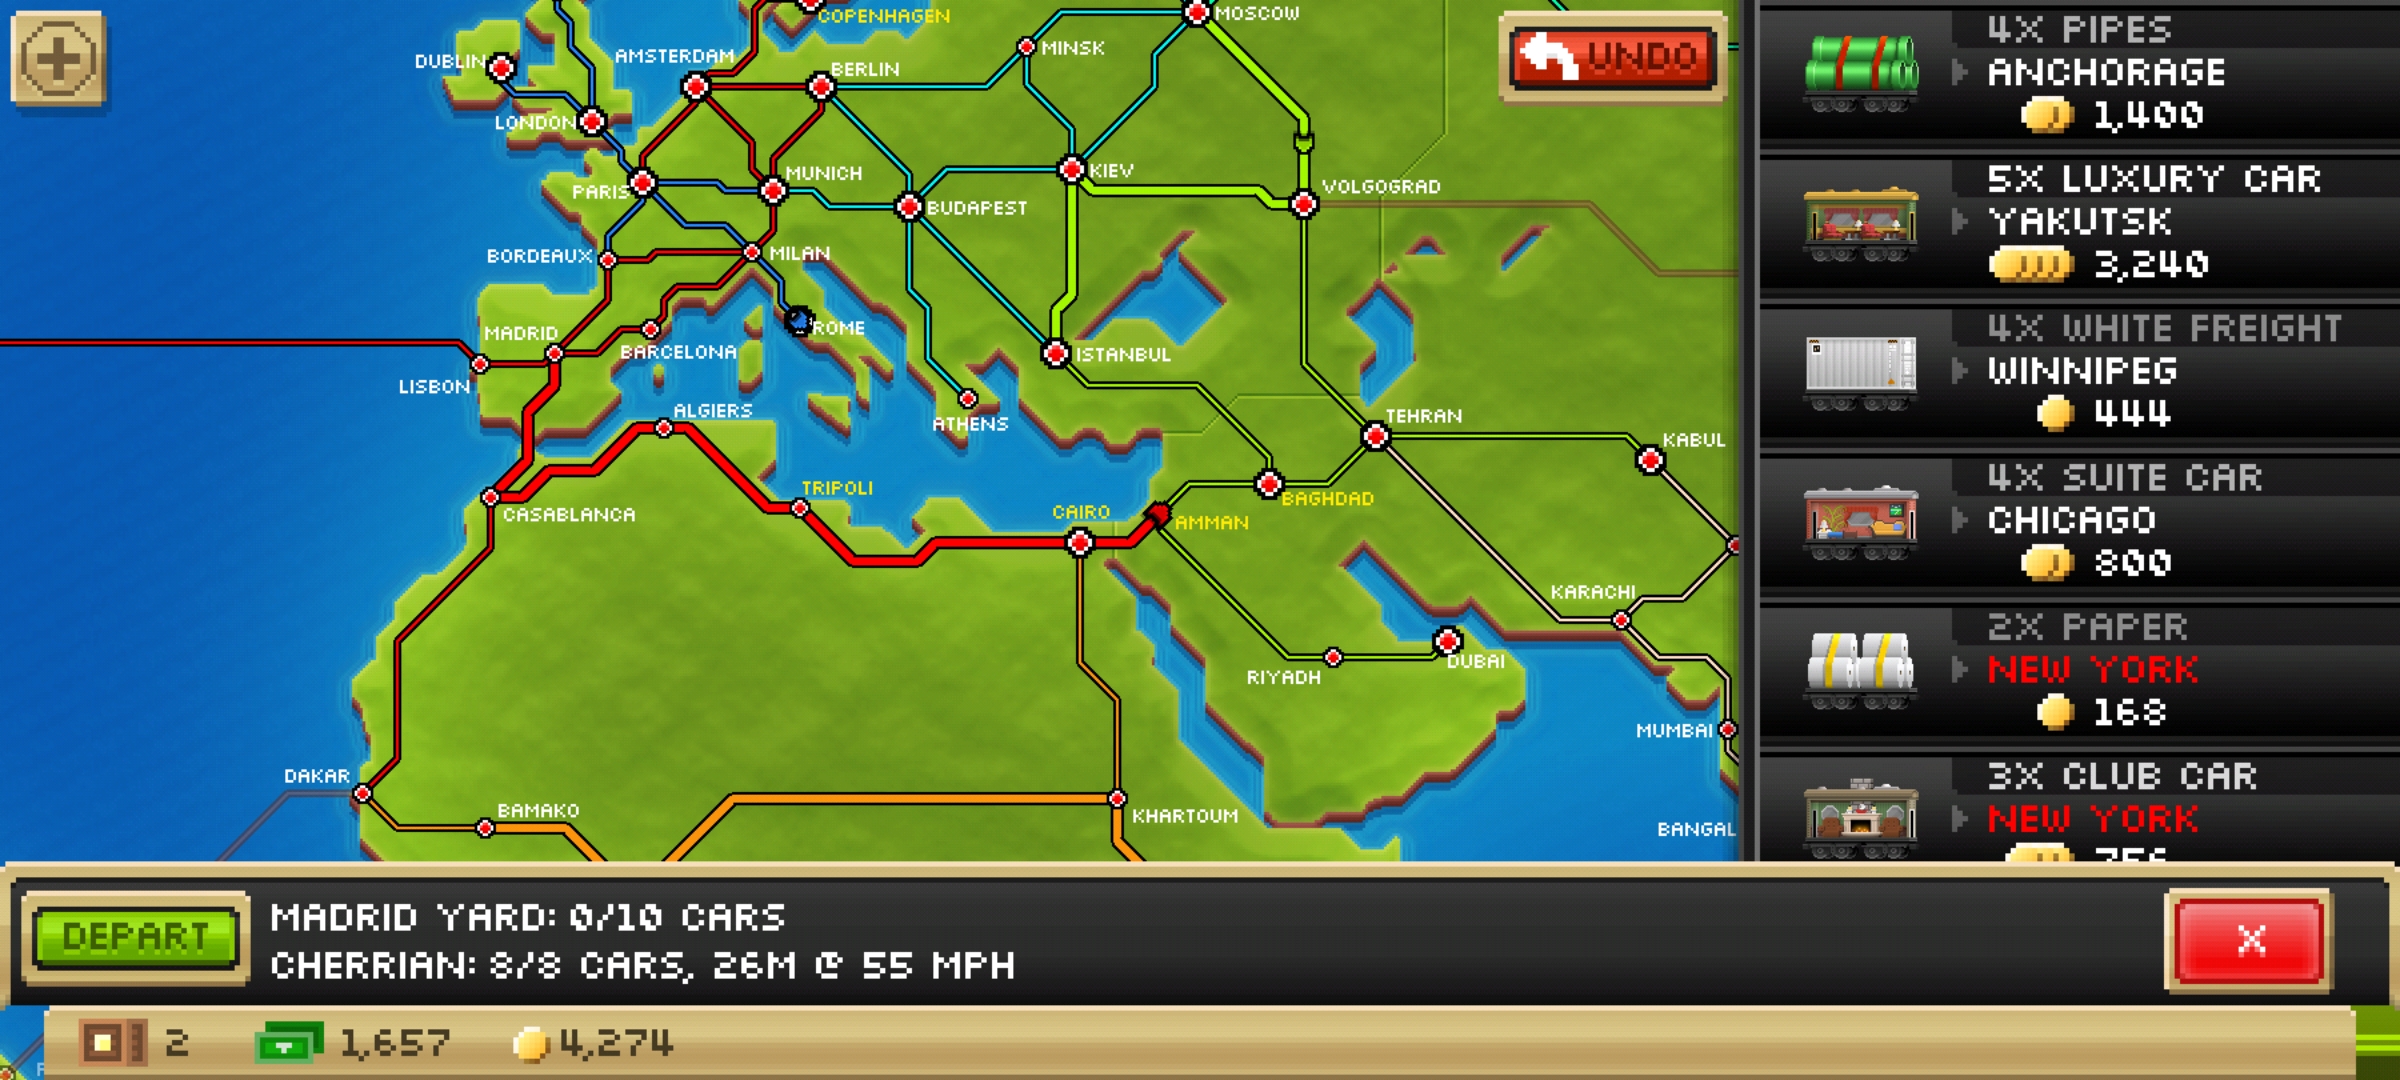 COPENHAGEN
MOSCOW
MINSK
AMSTERDAM
DUBLIN
BERLIN
UNDO
LONDON
PARIS
MUNICH
KIEV
VOLGOGRAD
BUDAPEST
BORDEAUX
MILAN
MADRID
ROME
BARCELONA
ISTANBUL
LISBON
ALGIERS
ATHENS
TEHRAN
KABUL
TRIPOLI
CASABLANCA
CAIRO
BAGHDAD
AMMAN
KARACHI
RIYADH
DUBAI
MUMBAI
DAKAR
BAMAKO
KHARTOUM
BANGAL
4X PIPES
ANCHORAGE
1,400
5X LUXURY CAR
YAKUTSK
3,240
4X WHITE FREIGHT
WINNIPEG
444
4X SUITE CAR
CHICAGO
800
2X PAPER
NEW YORK
168
3X CLUB CAR
NEW YORK
DEPART
MADRID YARD: 0/10 CARS
CHERRIAN: 8/8 CARS, 26M @ 55 MPH
X
2
1,657
4,274